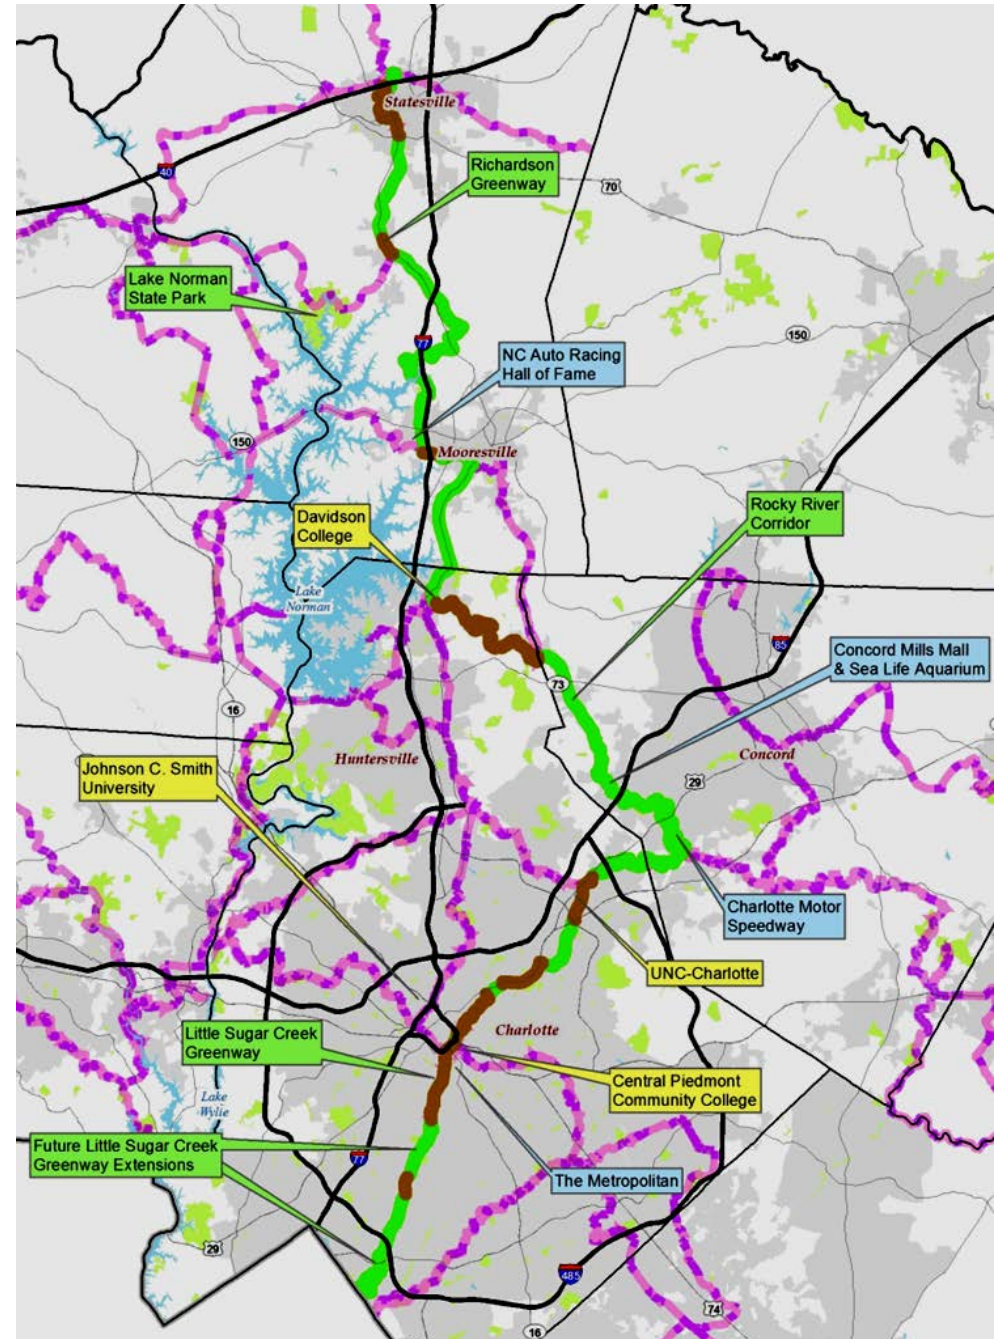 Statesville
40
Richardson
Greenway
70
Lake Norman
State Park
150
77
NC Auto Racing
Hall of Fame
150
Mooresville
Davidson
College
Rocky River
Corridor
Lake
Norman
85
Concord Mills Mall
& Sea Life Aquarium
73
16
Huntersville
Concord
Johnson C. Smith
University
29
Charlotte Motor
Speedway
UNC-Charlotte
Little Sugar Creek
Greenway
Charlotte
Central Piedmont
Community College
Lake
Wylie
Future Little Sugar Creek
Greenway Extensions
77
The Metropolitan
29
485
74
16